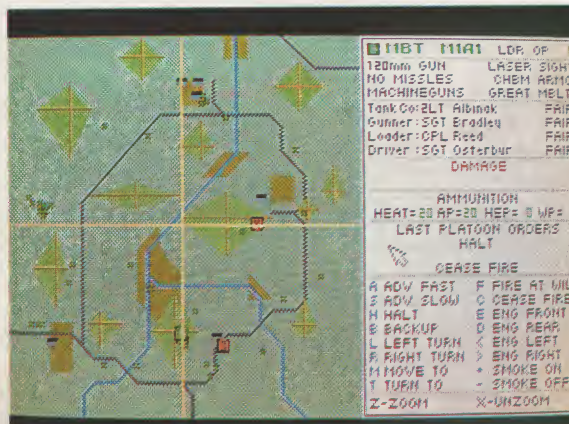 MBT M1A1 LDR OP
120mm GUN LASER SIGH
NO MISSLES CHEM ARMO
MACHINEGUNS GREAT MELT
Tank Co: 2LT Albinak FAIR
Gunner: SGT Bradley FAIR
Loader: CPL Reed FAIR
Driver: SGT Osterbur FAIR
DAMAGE
AMMUNITION
HEAT=20 AP=20 HEP= 0 WP=
LAST PLATOON ORDERS
HALT
CEASE FIRE
A ADV FAST F FIRE AT WIL
S ADV SLOW C CEASE FIRE
H HALT E ENG FRONT
B BACKUP D ENG REAR
L LEFT TURN < ENG LEFT
R RIGHT TURN > ENG RIGHT
M MOVE TO + SMOKE ON
T TURN TO - SMOKE OFF
Z-ZOOM X-UNZOOM